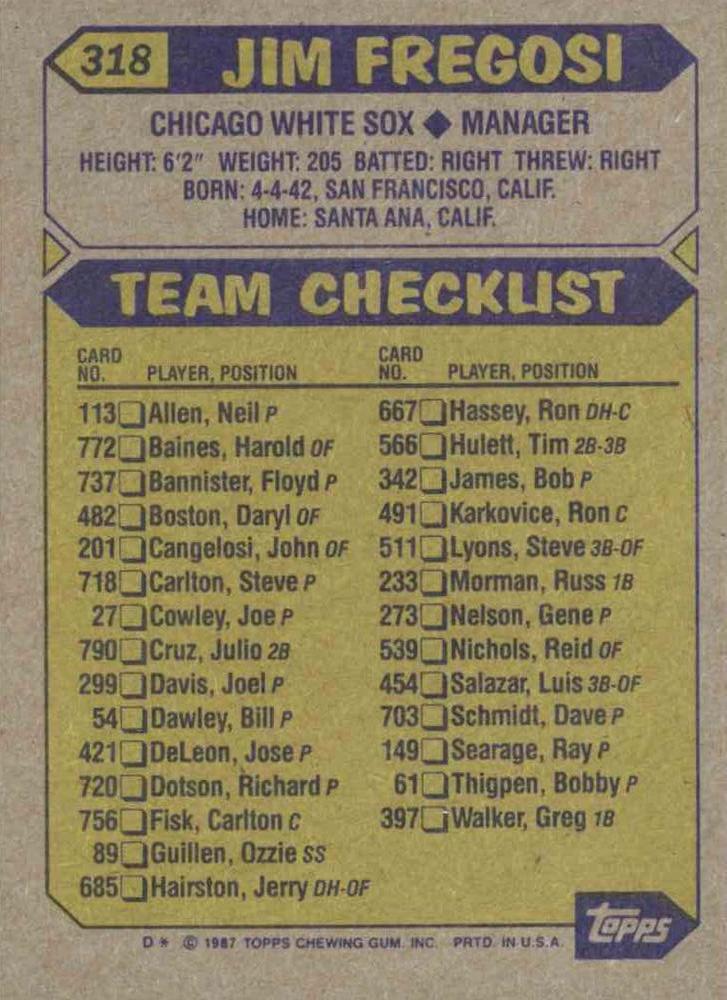 318 JIM FREGOSI
CHICAGO WHITE SOX ◆ MANAGER
HEIGHT: 6'2" WEIGHT: 205 BATTED: RIGHT THREW: RIGHT
BORN: 4-4-42, SAN FRANCISCO, CALIF.
HOME: SANTA ANA, CALIF.
TEAM CHECKLIST
CARD
NO. PLAYER, POSITION
113 Allen, Neil P
772 Baines, Harold OF
737 Bannister, Floyd P
482 Boston, Daryl OF
201 Cangelosi, John OF
718 Carlton, Steve P
27 Cowley, Joe P
790 Cruz, Julio 2B
299 Davis, Joel P
54 Dawley, Bill P
421 DeLeon, Jose P
720 Dotson, Richard P
756 Fisk, Carlton C
89 Guillen, Ozzie SS
685 Hairston, Jerry DH-OF
CARD
NO. PLAYER, POSITION
667 Hassey, Ron DH-C
566 Hulett, Tim 2B-3B
342 James, Bob P
491 Karkovice, Ron C
511 Lyons, Steve 3B-OF
233 Morman, Russ 1B
273 Nelson, Gene P
539 Nichols, Reid OF
454 Salazar, Luis 3B-OF
703 Schmidt, Dave P
149 Searage, Ray P
61 Thigpen, Bobby P
397 Walker, Greg 1B
topps
D * © 1987 TOPPS CHEWING GUM. INC. PRTD. IN U.S.A.